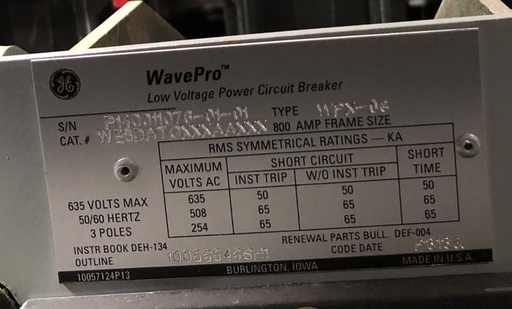 GE
WavePro™
Low Voltage Power Circuit Breaker
S/N TYPE
CAT. # 800 AMP FRAME SIZE
RMS SYMMETRICAL RATINGS — KA
MAXIMUM VOLTS AC SHORT CIRCUIT SHORT TIME
INST TRIP W/O INST TRIP
635 50 50 50
508 65 65 65
254 65 65 65
635 VOLTS MAX
50/60 HERTZ
3 POLES
INSTR BOOK DEH-134 RENEWAL PARTS BULL. DEF-004
OUTLINE CODE DATE
10057124P13 BURLINGTON, IOWA MADE IN U.S.A.